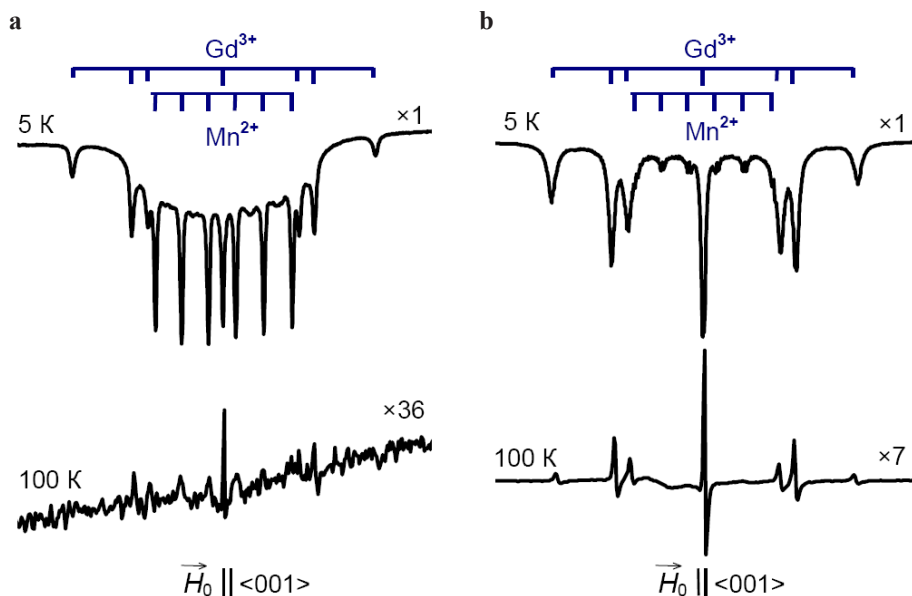 a
Gd³⁺
5 K
×1
Mn²⁺
×36
100 K
H₀ || <001>
b
Gd³⁺
5 K
×1
Mn²⁺
100 K
×7
H₀ || <001>